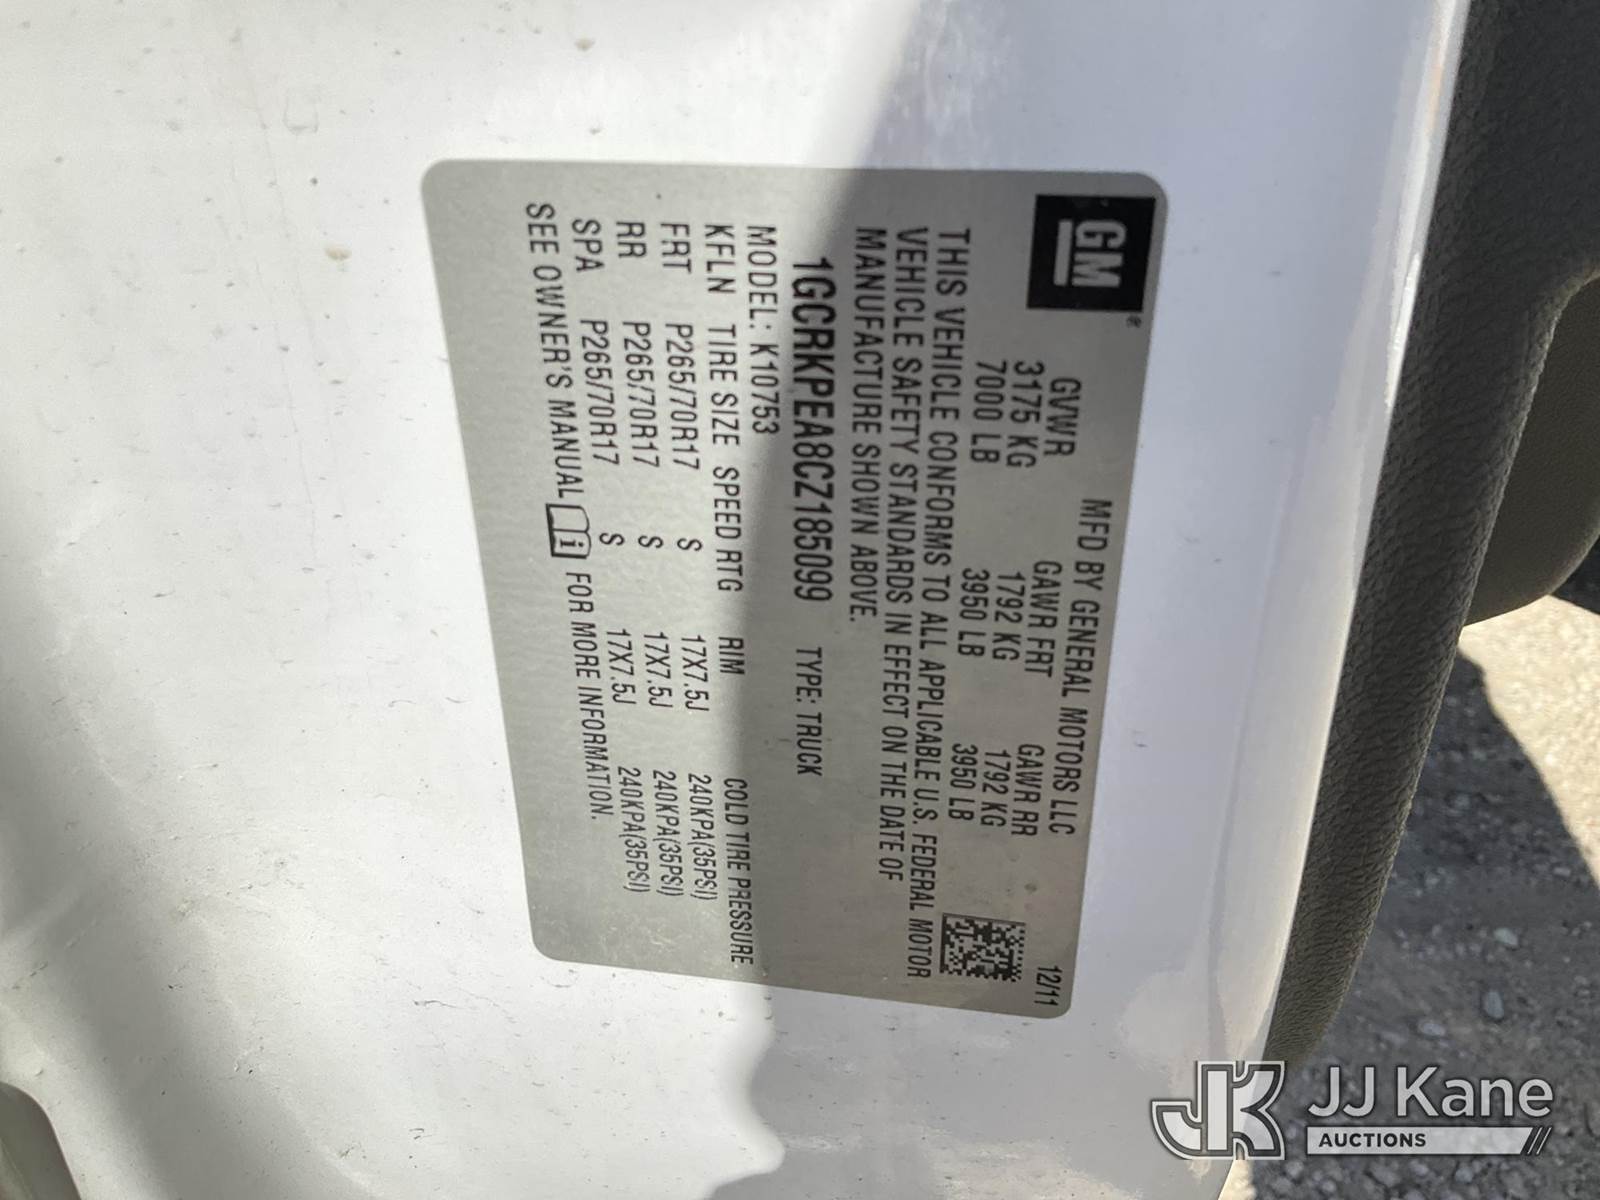 GM®
MFD BY GENERAL MOTORS LLC 12/11
GVWR GAWR FRT GAWR RR
3175 KG 1792 KG 1792 KG
7000 LB 3950 LB 3950 LB
THIS VEHICLE CONFORMS TO ALL APPLICABLE U.S. FEDERAL MOTOR
VEHICLE SAFETY STANDARDS IN EFFECT ON THE DATE OF
MANUFACTURE SHOWN ABOVE.
1GCRKPEA8CZ185099 TYPE: TRUCK
MODEL: K10753
KFLN TIRE SIZE SPEED RTG RIM COLD TIRE PRESSURE
FRT P265/70R17 S 17X7.5J 240KPA(35PSI)
RR P265/70R17 S 17X7.5J 240KPA(35PSI)
SPA P265/70R17 S 17X7.5J 240KPA(35PSI)
SEE OWNER'S MANUAL i FOR MORE INFORMATION.
JK JJ Kane
AUCTIONS